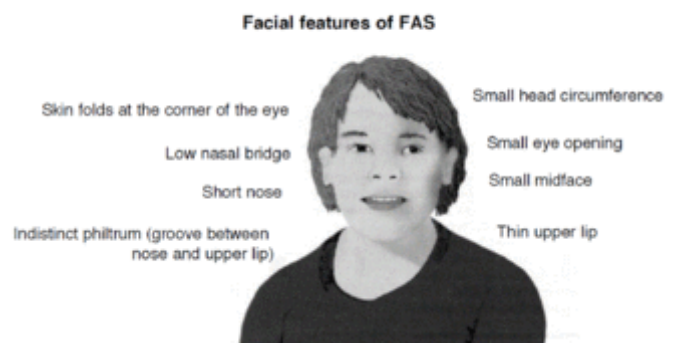 Facial features of FAS
Skin folds at the corner of the eye
Low nasal bridge
Short nose
Indistinct philtrum (groove between
nose and upper lip)
Small head circumference
Small eye opening
Small midface
Thin upper lip